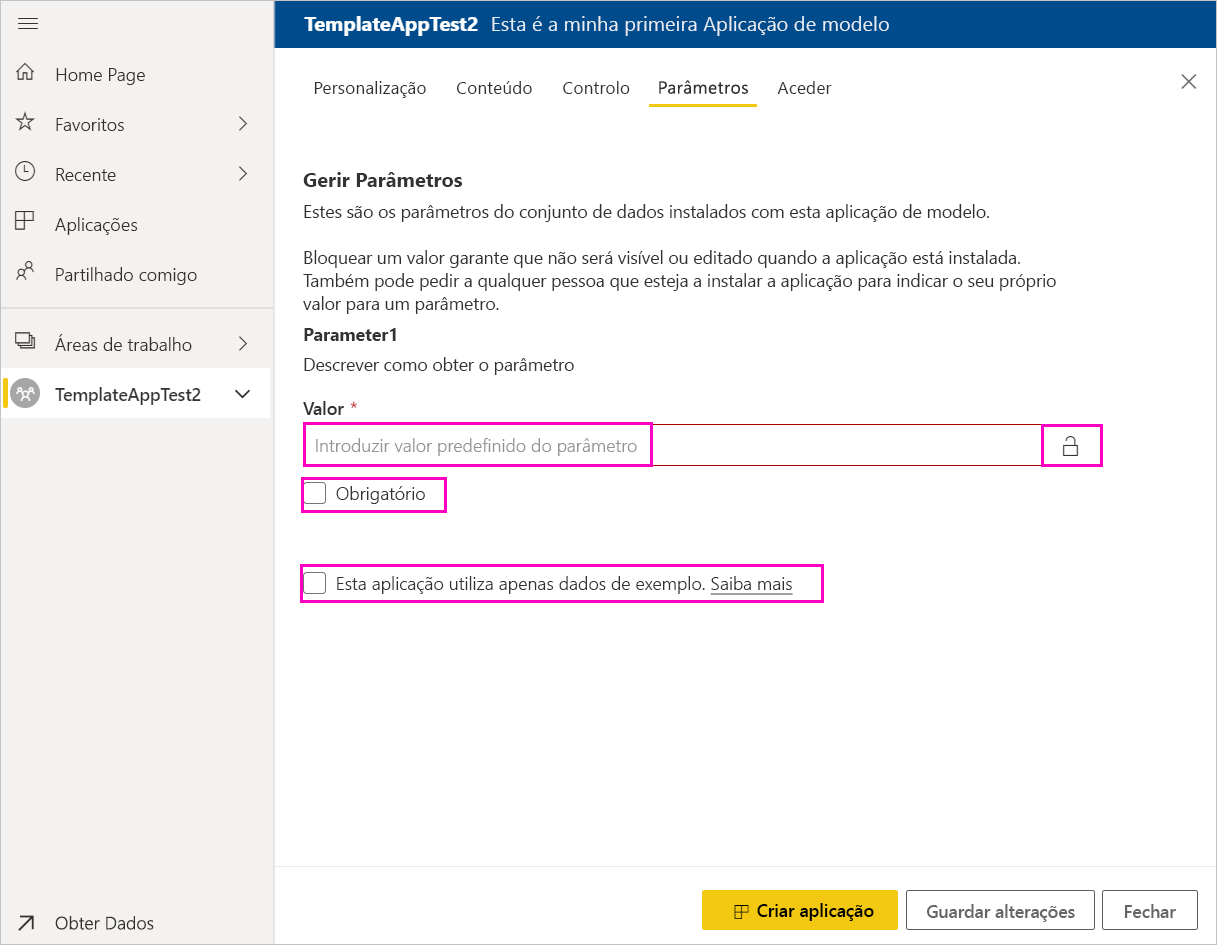 TemplateAppTest2 Esta é a minha primeira Aplicação de modelo
Home Page
Favoritos
Recente
Aplicações
Partilhado comigo
Áreas de trabalho
TemplateAppTest2
Obter Dados
Personalização Conteúdo Controlo Parâmetros Aceder
Gerir Parâmetros
Estes são os parâmetros do conjunto de dados instalados com esta aplicação de modelo.
Bloquear um valor garante que não será visível ou editado quando a aplicação está instalada.
Também pode pedir a qualquer pessoa que esteja a instalar a aplicação para indicar o seu próprio
valor para um parâmetro.
Parameter1
Descrever como obter o parâmetro
Valor *
Introduzir valor predefinido do parâmetro
Obrigatório
Esta aplicação utiliza apenas dados de exemplo. Saiba mais
Criar aplicação Guardar alterações Fechar